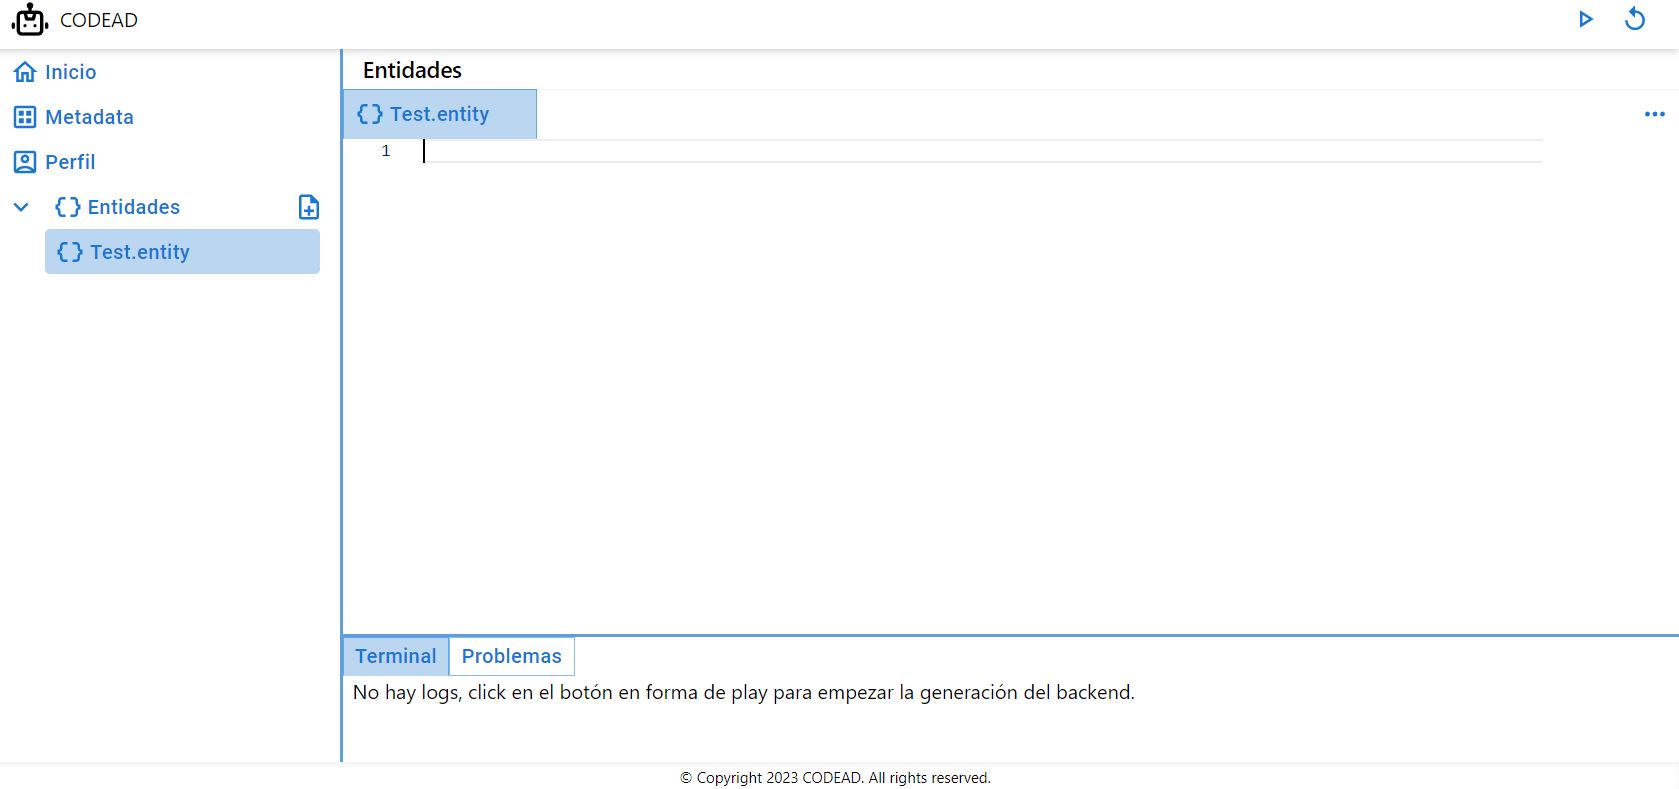 CODEAD
Inicio
Metadata
Perfil
Entidades
Test.entity
Entidades
Test.entity
1
Terminal
Problemas
No hay logs, click en el botón en forma de play para empezar la generación del backend.
© Copyright 2023 CODEAD. All rights reserved.